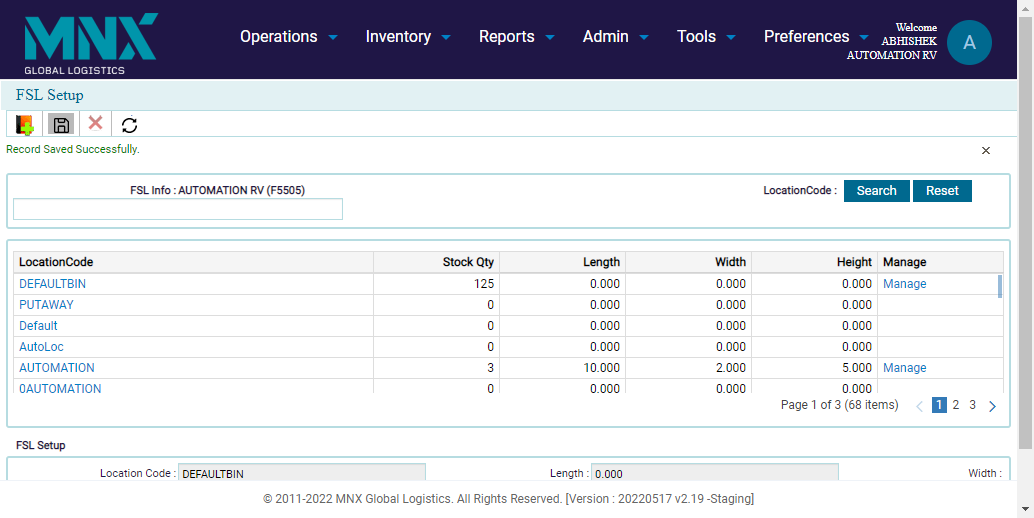 MNX
GLOBAL LOGISTICS
Operations Inventory Reports Admin Tools Preferences
Welcome
ABHISHEK
AUTOMATION RV
A
FSL Setup
Record Saved Successfully.
FSL Info : AUTOMATION RV (F5505)
LocationCode : Search Reset
LocationCode Stock Qty Length Width Height Manage
DEFAULTBIN 125 0.000 0.000 0.000 Manage
PUTAWAY 0 0.000 0.000 0.000
Default 0 0.000 0.000 0.000
AutoLoc 0 0.000 0.000 0.000
AUTOMATION 3 10.000 2.000 5.000 Manage
0AUTOMATION 0 0.000 0.000 0.000
Page 1 of 3 (68 items) 1 2 3
FSL Setup
Location Code : DEFAULTBIN Length : 0.000 Width :
© 2011-2022 MNX Global Logistics. All Rights Reserved. [Version : 20220517 v2.19 -Staging]